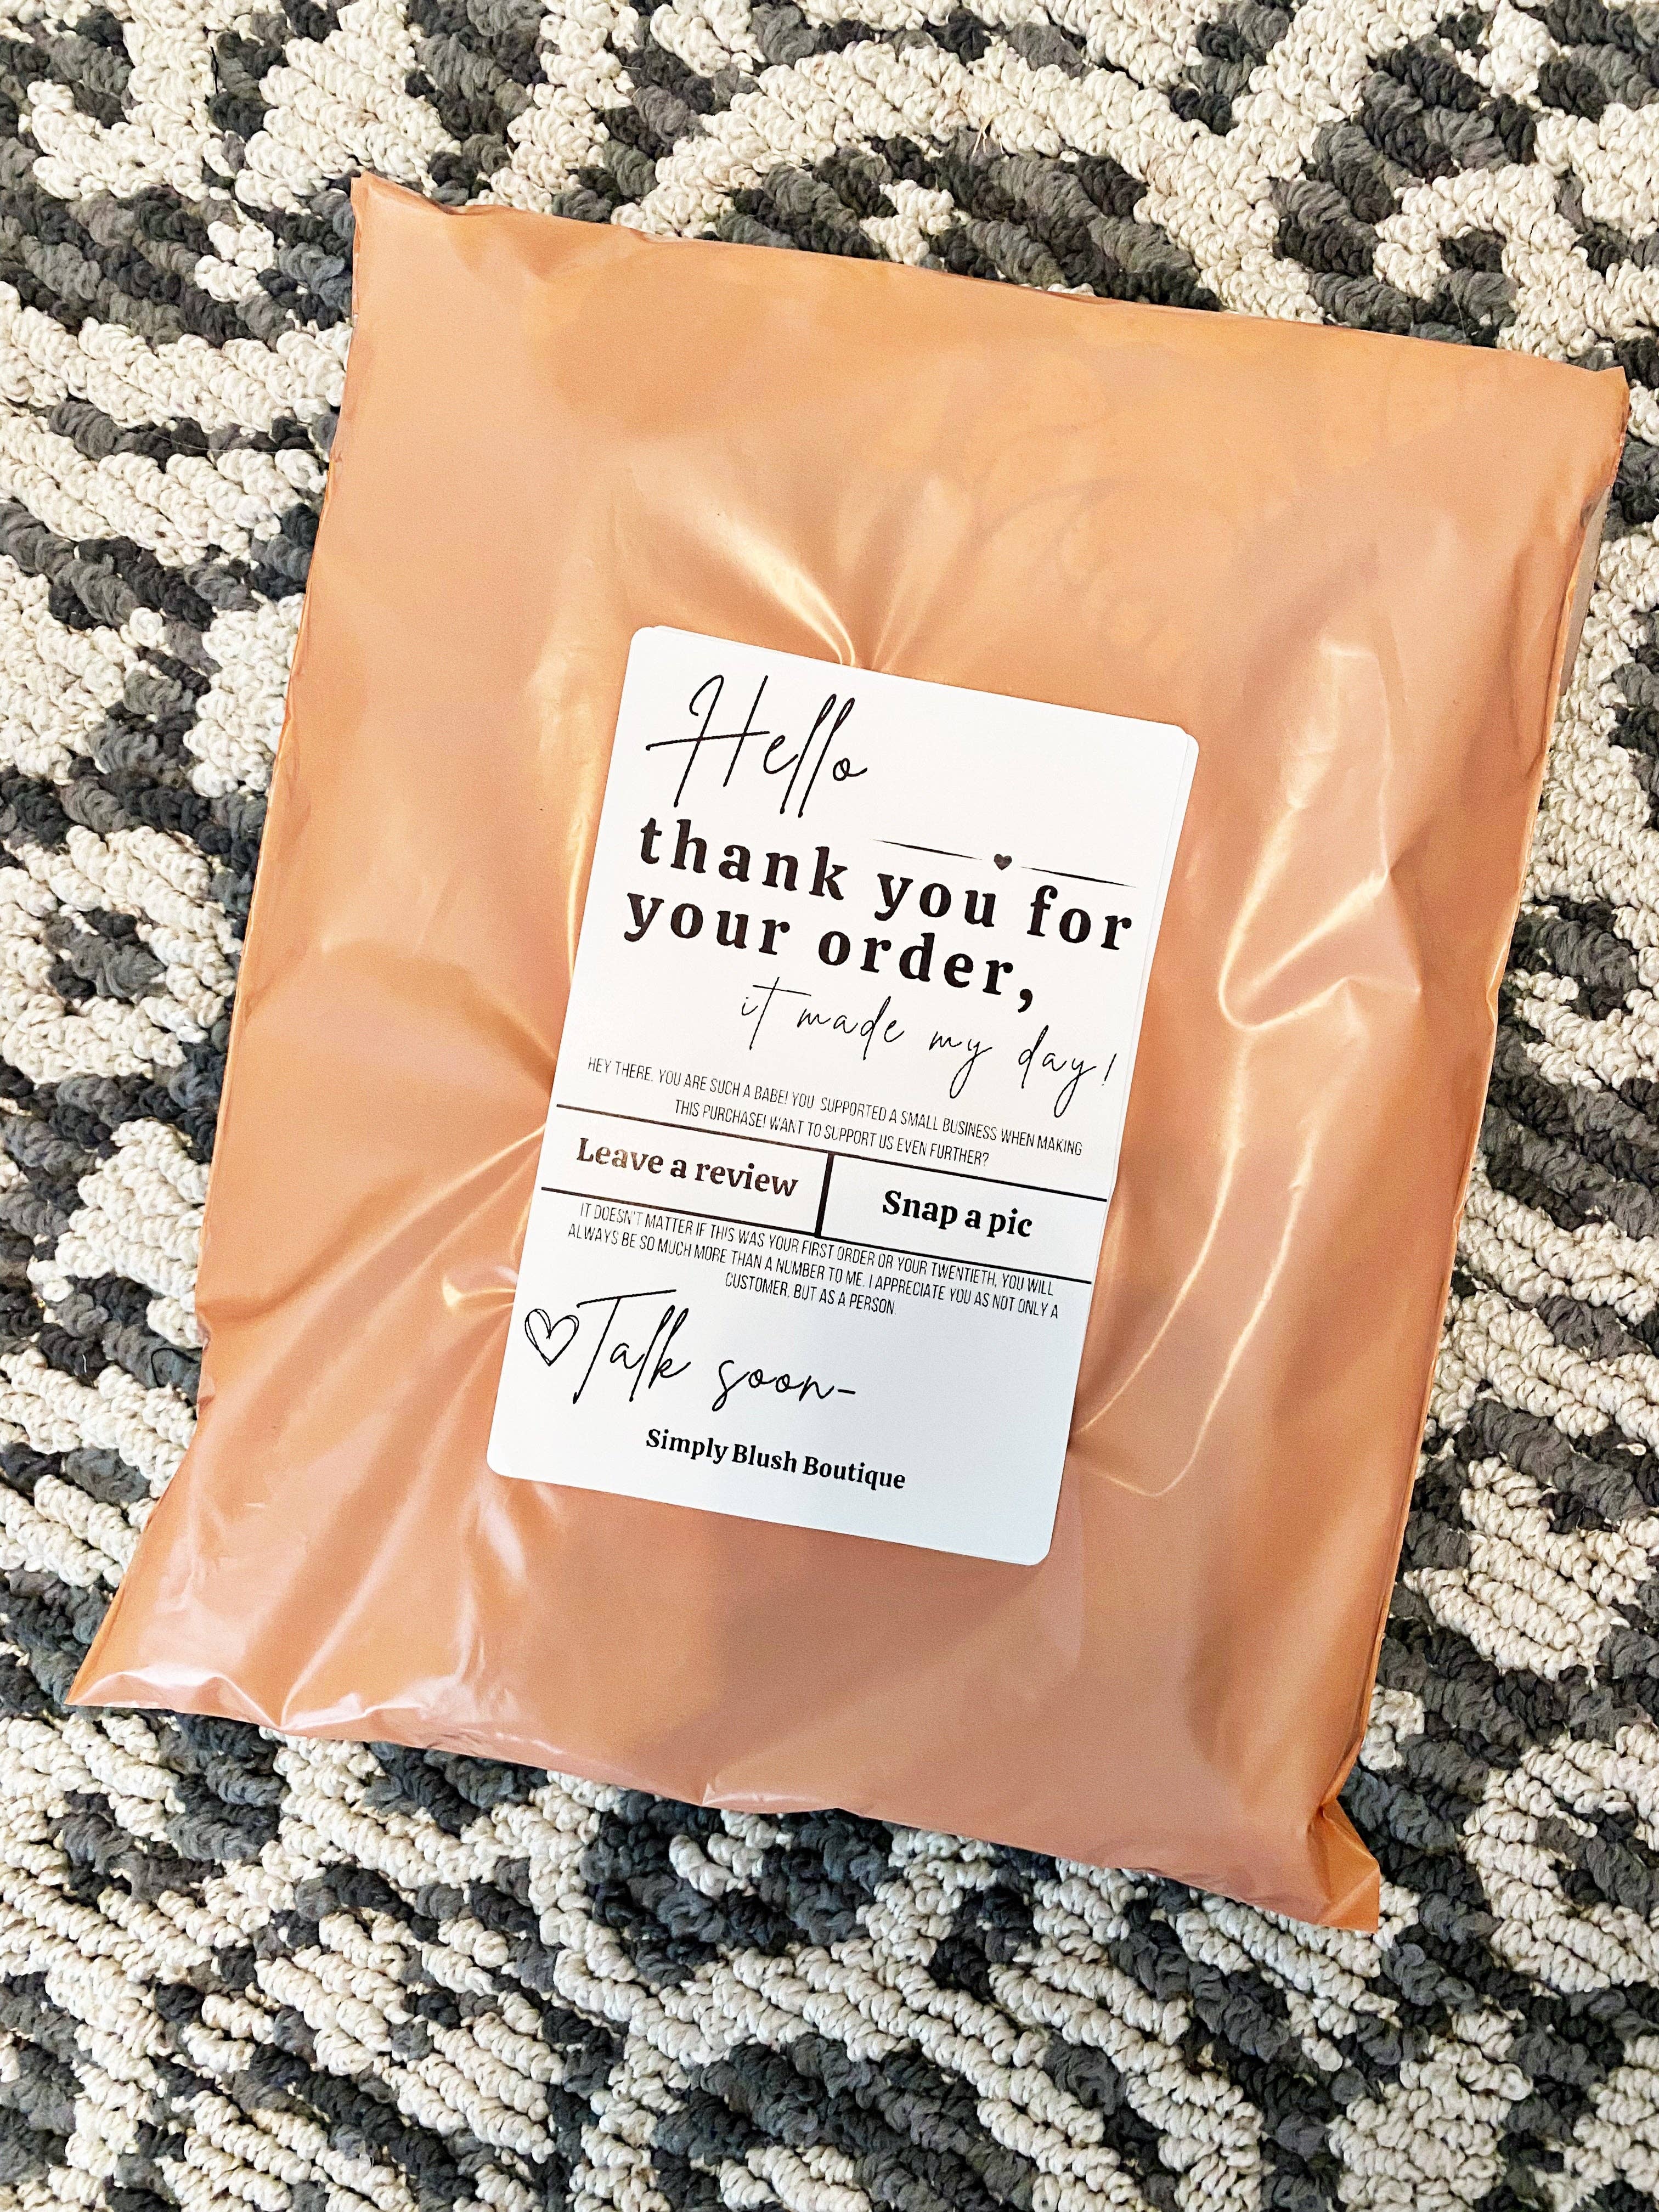 Hello
thank you for
your order,
it made my day!
HEY THERE, YOU ARE SUCH A BABE! YOU SUPPORTED A SMALL BUSINESS WHEN MAKING
THIS PURCHASE! WANT TO SUPPORT US EVEN FURTHER?
Leave a review
Snap a pic
IT DOESN'T MATTER IF THIS WAS YOUR FIRST ORDER OR YOUR TWENTIETH, YOU WILL
ALWAYS BE SO MUCH MORE THAN A NUMBER TO ME. I APPRECIATE YOU AS NOT ONLY A
CUSTOMER, BUT AS A PERSON.
Talk soon-
Simply Blush Boutique